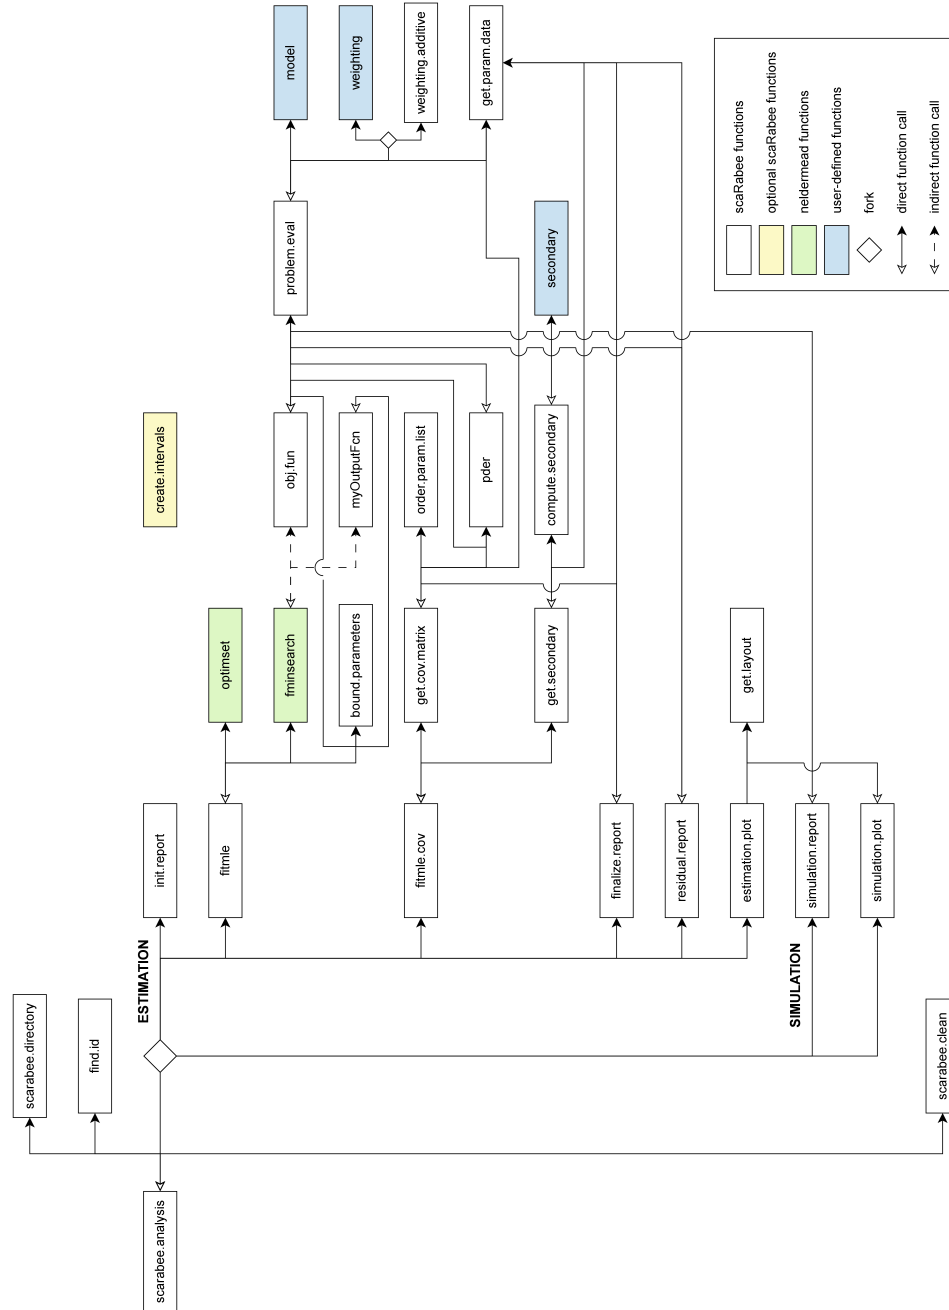 scarabee.analysis
scarabee.directory
find.id
scarabee.clean
ESTIMATION
SIMULATION
init.report
fitmle
fitmle.cov
finalize.report
residual.report
estimation.plot
simulation.report
simulation.plot
optimset
fminsearch
bound.parameters
get.cov.matrix
get.secondary
get.layout
create.intervals
obj.fun
myOutputFcn
order.param.list
pder
compute.secondary
problem.eval
secondary
model
weighting
weighting.additive
get.param.data
scaRabee functions
optional scaRabee functions
neldermead functions
user-defined functions
fork
direct function call
indirect function call